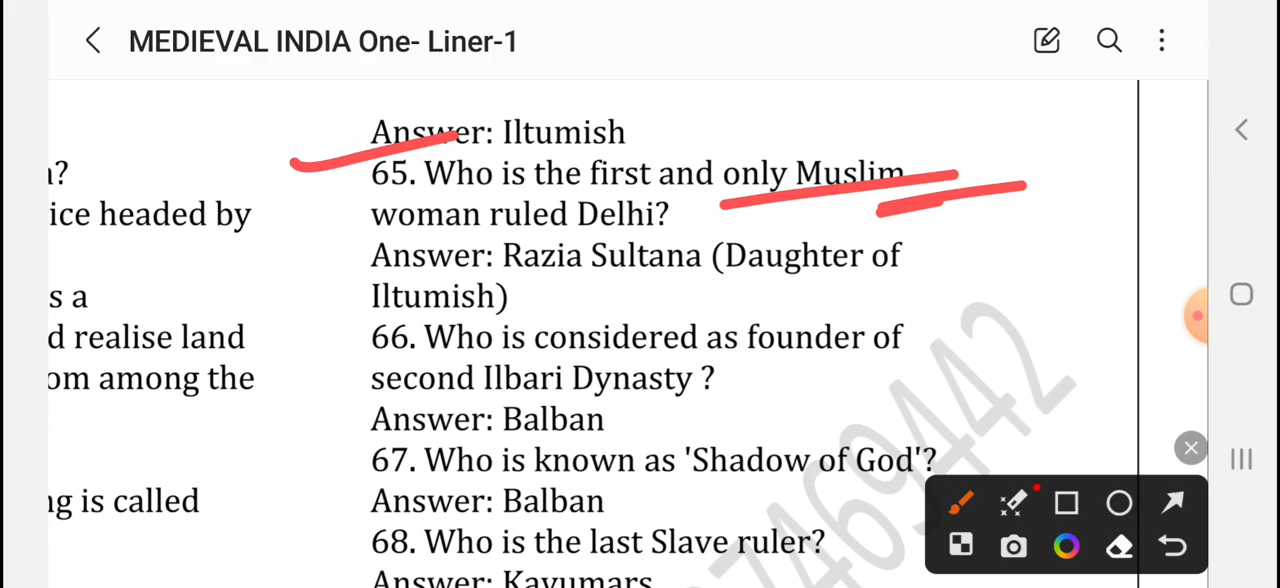 MEDIEVAL INDIA One- Liner-1
ice headed by
s a
d realise land
om among the
is called
Answer: Iltumish
65. Who is the first and only Muslim
woman ruled Delhi?
Answer: Razia Sultana (Daughter of
Iltumish)
66. Who is considered as founder of
second Ilbari Dynasty ?
Answer: Balban
67. Who is known as 'Shadow of God'?
Answer: Balban
68. Who is the last Slave ruler?
Answer: Kayumars